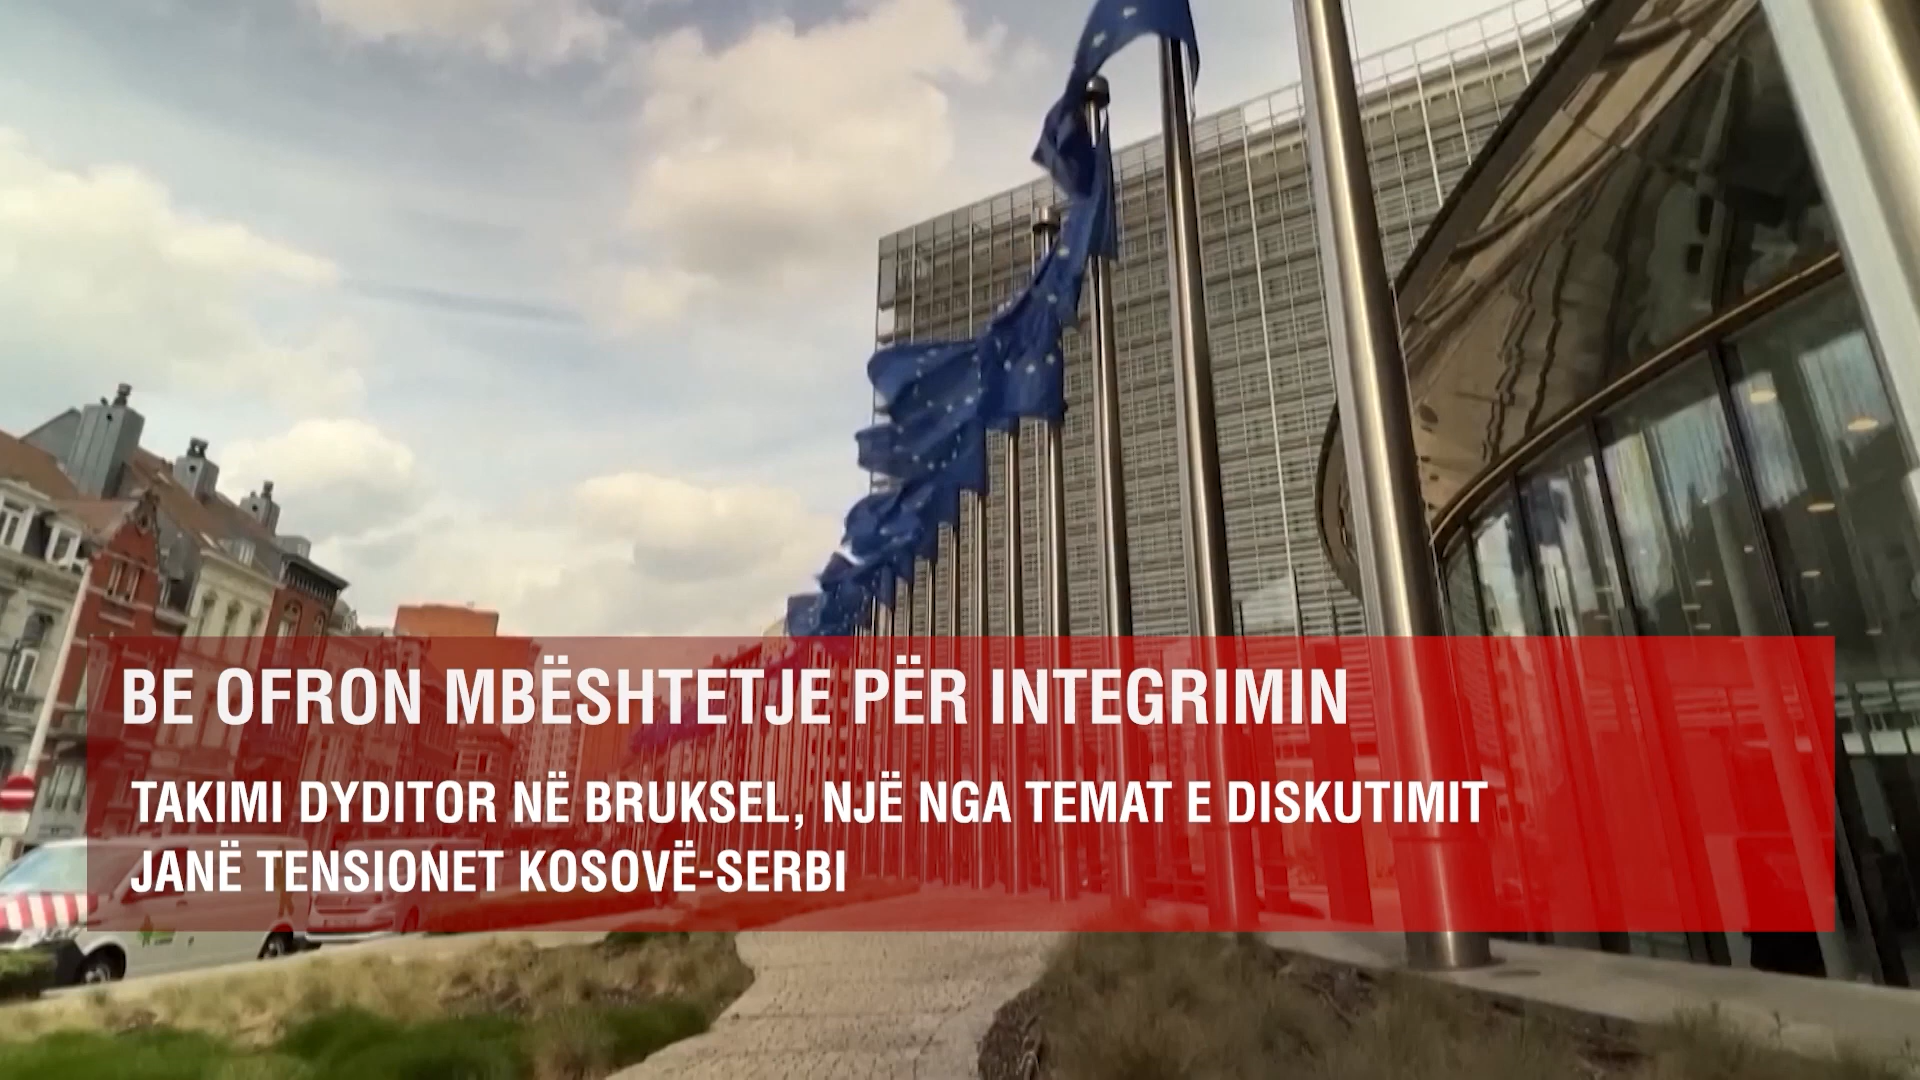 BE OFRON MBËSHTETJE PËR INTEGRIMIN
TAKIMI DYDITOR NË BRUKSEL, NJË NGA TEMAT E DISKUTIMIT
JANË TENSIONET KOSOVË-SERBI